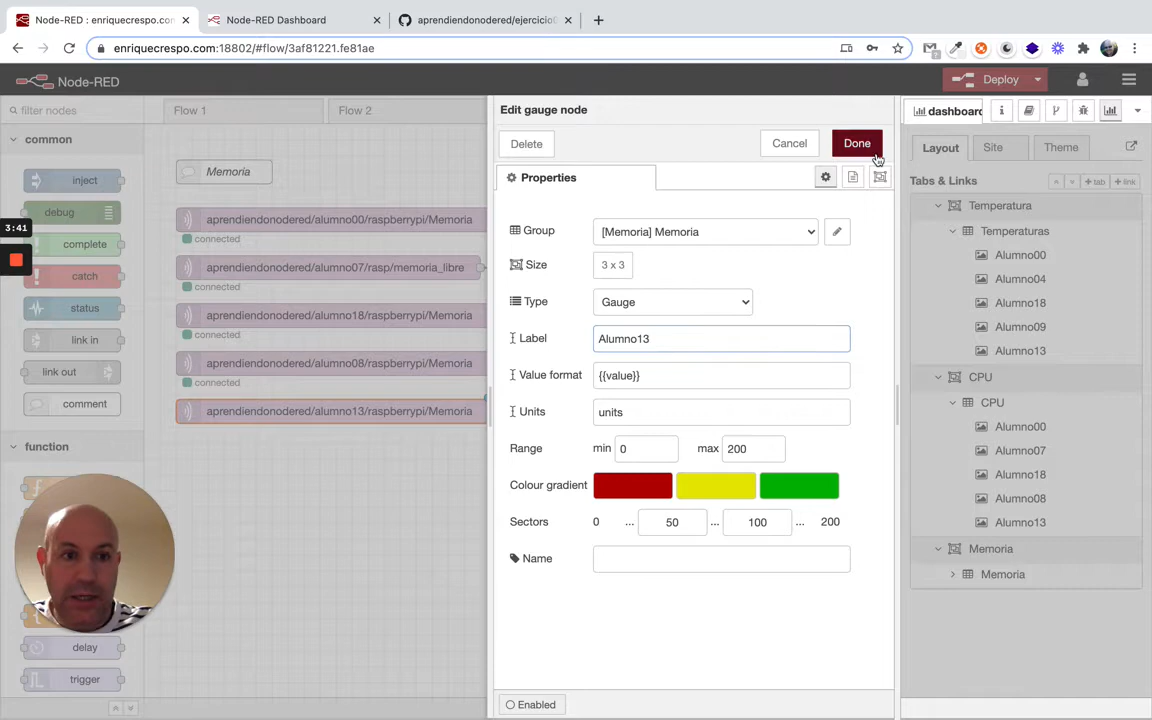 Node-RED : enriquecrespo.con
Node-RED Dashboard
aprendiendonodered/ejercicio
enriquecrespo.com:18802/#flow/3af81221.fe81ae
Node-RED
Deploy
filter nodes
Flow 1
Flow 2
Edit gauge node
dashboard
common
Memoria
Delete
Cancel
Done
Layout
Site
Theme
Properties
Tabs & Links
tab
link
inject
debug
complete
catch
status
link in
link out
comment
function
delay
trigger
3:41
aprendiendonodered/alumno00/raspberrypi/Memoria
connected
aprendiendonodered/alumno07/rasp/memoria_libre
connected
aprendiendonodered/alumno18/raspberrypi/Memoria
connected
aprendiendonodered/alumno08/raspberrypi/Memoria
connected
aprendiendonodered/alumno13/raspberrypi/Memoria
Group
[Memoria] Memoria
Size
3 x 3
Type
Gauge
Label
Alumno13
Value format
{{value}}
Units
units
Range
min 0
max 200
Colour gradient
Sectors
0 ... 50 ... 100 ... 200
Name
Enabled
Temperatura
Temperaturas
Alumno00
Alumno04
Alumno18
Alumno09
Alumno13
CPU
CPU
Alumno00
Alumno07
Alumno18
Alumno08
Alumno13
Memoria
Memoria